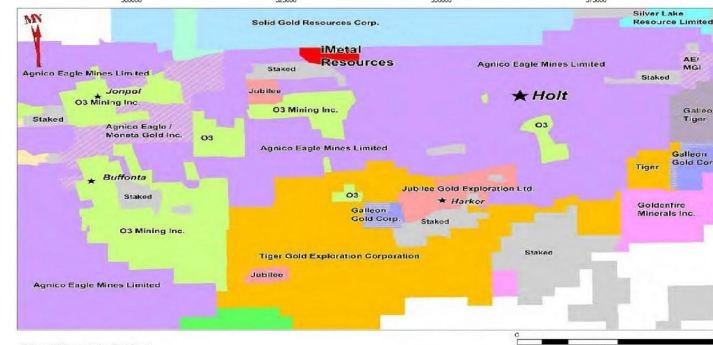 Silver Lake
Resource Limited
Solid Gold Resources Corp.
MN
iMetal
Resources
Agnico Eagle Mines Limited
Staked
Agnico Eagle Mines Limited
AE/
MGI
Staked
Jonpol
O3 Mining Inc.
Jubilee
O3 Mining Inc.
Holt
Staked
Agnico Eagle /
Moneta Gold Inc.
O3
O3
Galleon
Tiger
Agnico Eagle Mines Limited
Tiger
Galleon
Gold Cor
Buffonta
Staked
O3
Jubilee Gold Exploration Ltd.
Harker
Galleon
Gold Corp.
Staked
Goldenfire
Minerals Inc.
O3 Mining Inc.
Tiger Gold Exploration Corporation
Staked
Jubilee
Agnico Eagle Mines Limited
0